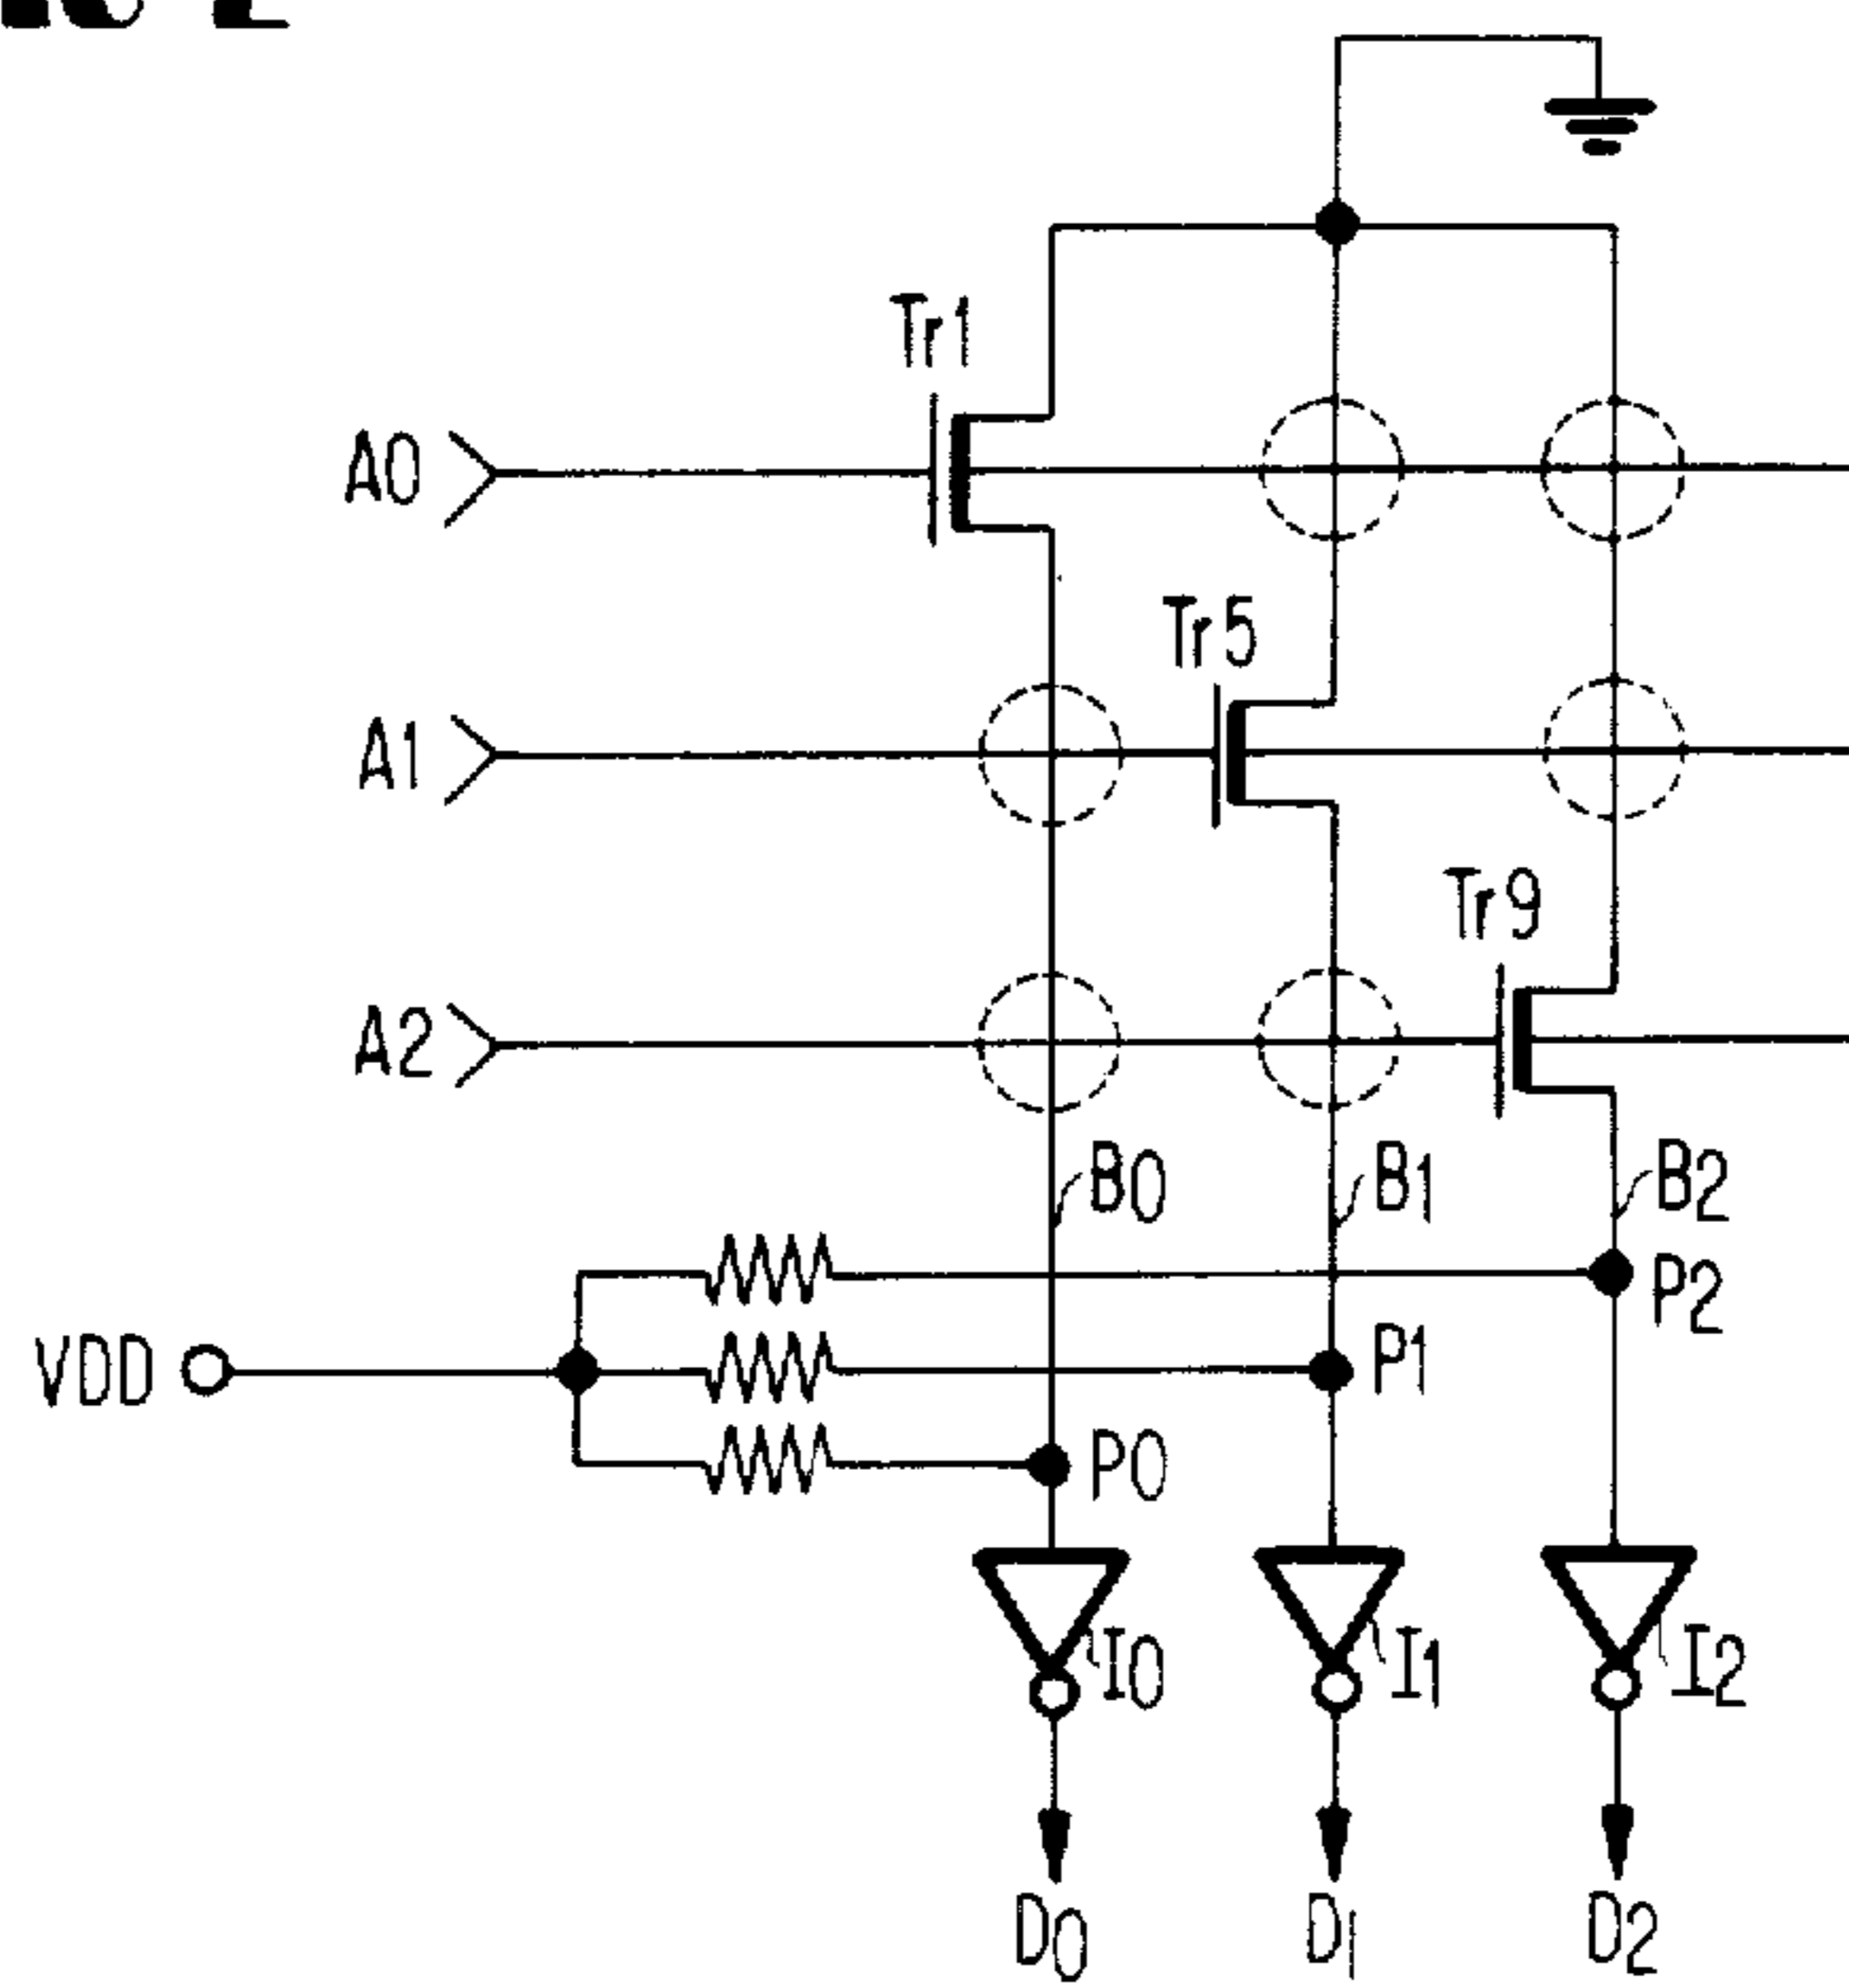 Tr1
A0
Tr5
A1
Tr9
A2
B0 B1 B2
P2
VDD
P1
P0
I0 I1 I2
D0 D1 D2